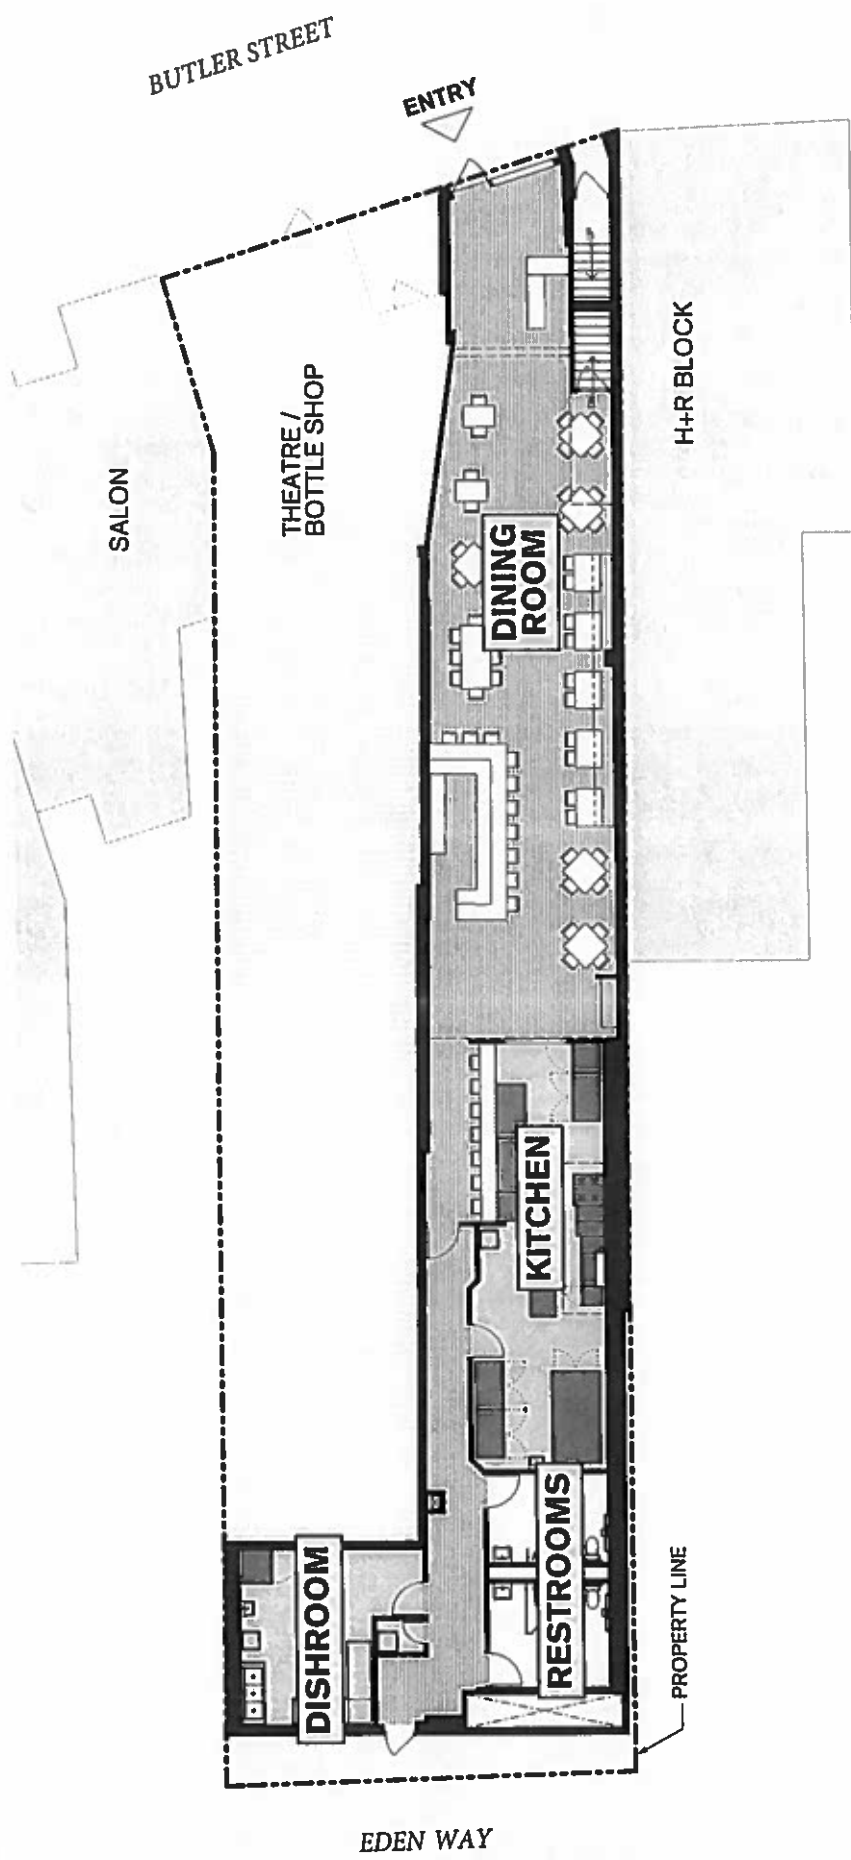 BUTLER STREET
ENTRY
SALON
THEATRE /
BOTTLE SHOP
H+R BLOCK
DINING
ROOM
KITCHEN
RESTROOMS
DISHROOM
PROPERTY LINE
EDEN WAY